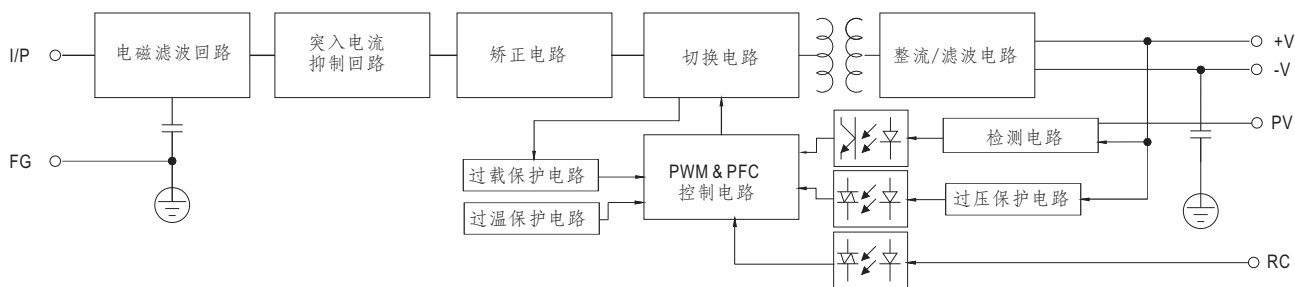 I/P
电磁滤波回路
突入电流
抑制回路
矫正电路
切换电路
整流/滤波电路
+V
-V
PV
检测电路
FG
过载保护电路
PWM & PFC
控制电路
过压保护电路
过温保护电路
RC